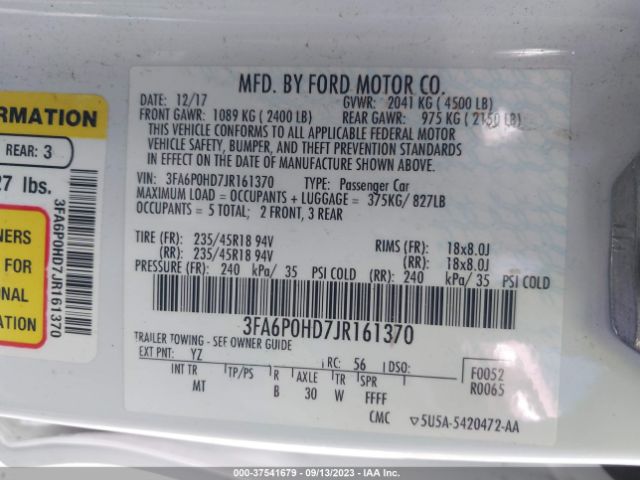 MFD. BY FORD MOTOR CO.
DATE: 12/17 GVWR: 2041 KG ( 4500 LB)
FRONT GAWR: 1089 KG ( 2400 LB) REAR GAWR: 975 KG ( 2150 LB)
THIS VEHICLE CONFORMS TO ALL APPLICABLE FEDERAL MOTOR
VEHICLE SAFETY, BUMPER, AND THEFT PREVENTION STANDARDS
IN EFFECT ON THE DATE OF MANUFACTURE SHOWN ABOVE.
VIN: 3FA6P0HD7JR161370 TYPE: Passenger Car
MAXIMUM LOAD = OCCUPANTS + LUGGAGE = 375KG/ 827LB
OCCUPANTS = 5 TOTAL; 2 FRONT, 3 REAR
TIRE (FR): 235/45R18 94V RIMS (FR): 18x8.0J
(RR): 235/45R18 94V (RR): 18x8.0J
PRESSURE (FR): 240 kPa/ 35 PSI COLD (RR): 240 kPa/ 35 PSI COLD
3FA6P0HD7JR161370
TRAILER TOWING - SEE OWNER GUIDE
EXT PNT: YZ RC: 56 DSO:
INT TR TP/PS R AXLE TR SPR
MT B 30 W FFFF
F0052
R0065
CMC ▽5U5A-5420472-AA
ORMATION
REAR: 3
27 lbs.
NERS
FOR
ONAL
ATION
3FA6P0HD7JR161370
000-37541679 - 09/13/2023 - IAAI.COM